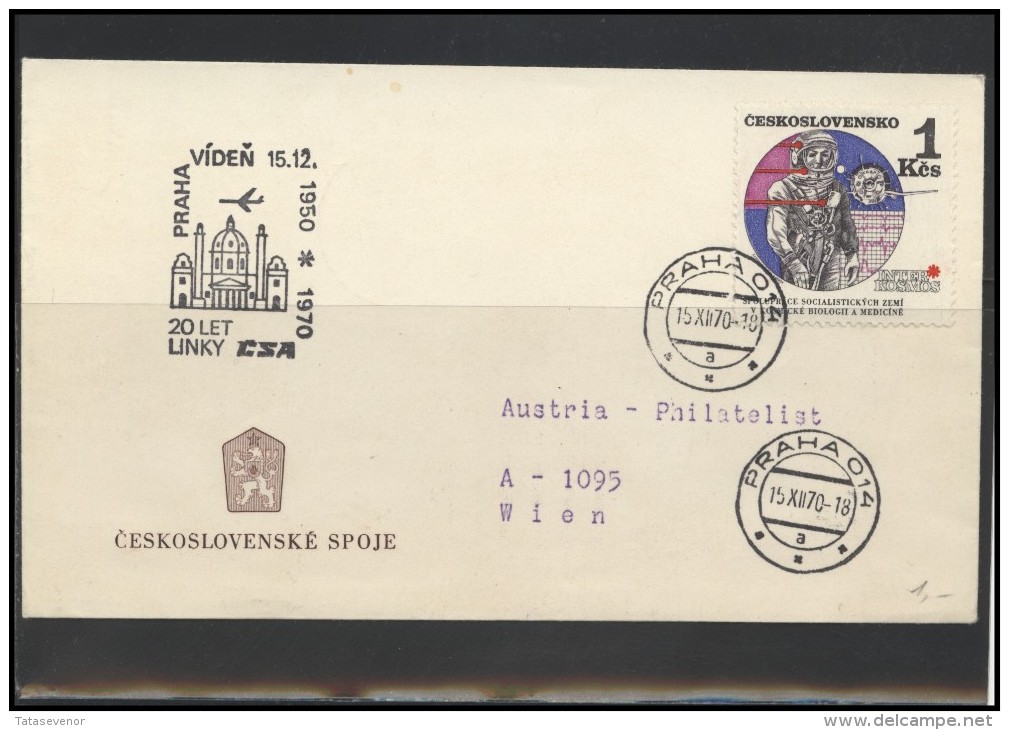 PRAHA
VÍDEŇ 15.12.
1950 * 1970
20 LET
LINKY ČSA
ČESKOSLOVENSKO
1
Kčs
INTER
KOSMOS
SPOLUPRÁCE SOCIALISTICKÝCH ZEMÍ
V KOSMICKÉ BIOLOGII A MEDICÍNĚ
PRAHA 014
15 XII 70-18
a
Austria - Philatelist
A - 1095
Wien
PRAHA 014
15 XII 70-18
a
ČESKOSLOVENSKÉ SPOJE
1,-
Tatasevenor
www.delcampe.net